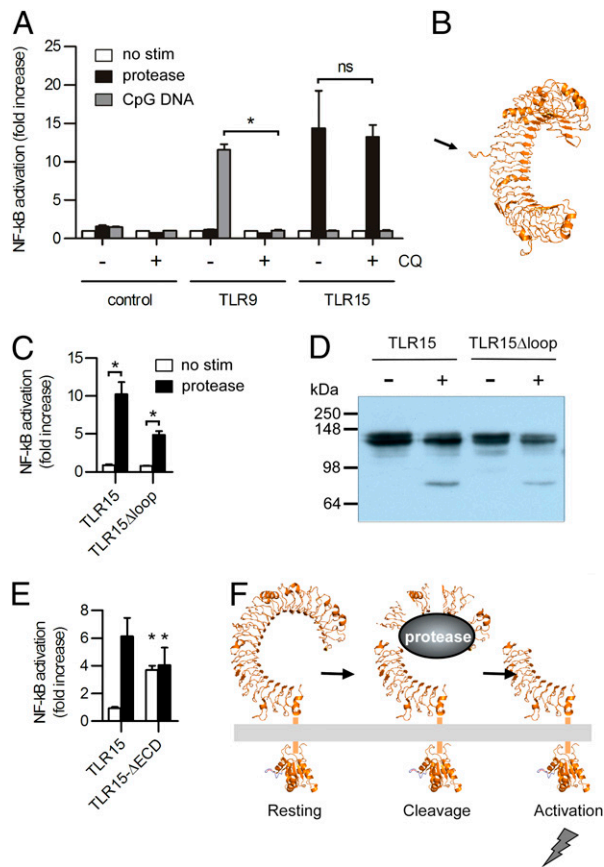 A
no stim
protease
CpG DNA
NF-kB activation (fold increase)
25
20
15
10
5
0
*
ns
- + - + - + CQ
control TLR9 TLR15
B
C
no stim
protease
NF-kB activation
(fold increase)
15
10
5
0
*
*
TLR15
TLR15Δloop
D
TLR15 TLR15Δloop
kDa - + - +
250
148
98
64
E
NF-kB activation
(fold increase)
8
6
4
2
0
* *
TLR15
TLR15-ΔECD
F
protease
Resting Cleavage Activation